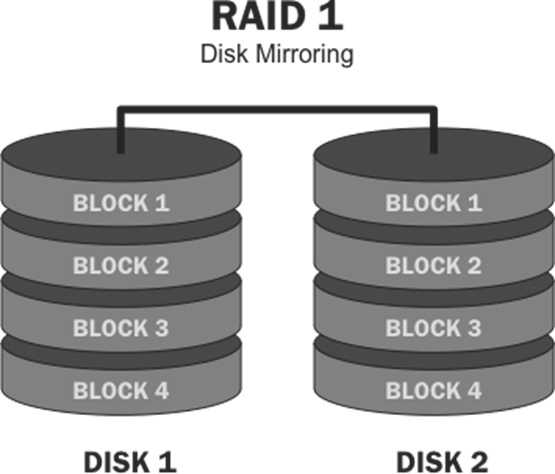 RAID 1
Disk Mirroring
BLOCK 1
BLOCK 2
BLOCK 3
BLOCK 4
DISK 1
BLOCK 1
BLOCK 2
BLOCK 3
BLOCK 4
DISK 2